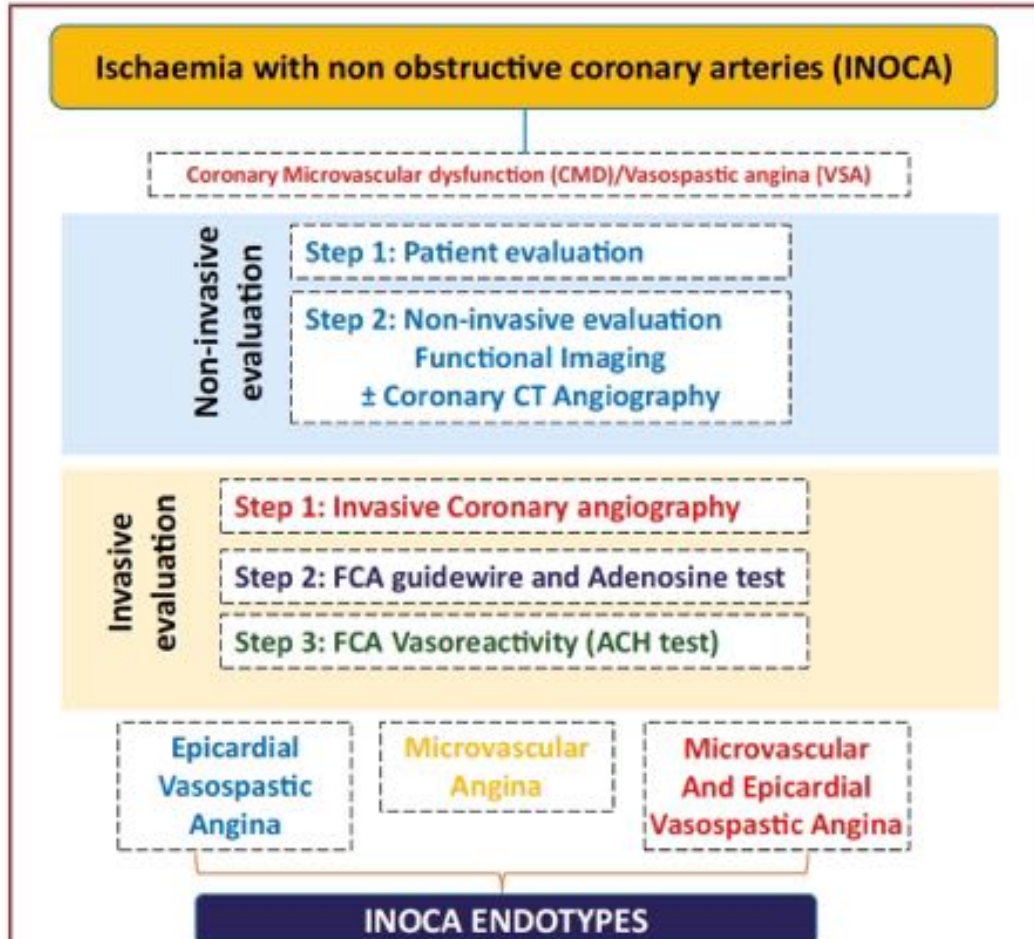 Ischaemia with non obstructive coronary arteries (INOCA)
Coronary Microvascular dysfunction (CMD)/Vasospastic angina (VSA)
Non-invasive
evaluation
Step 1: Patient evaluation
Step 2: Non-invasive evaluation
Functional Imaging
± Coronary CT Angiography
Invasive
evaluation
Step 1: Invasive Coronary angiography
Step 2: FCA guidewire and Adenosine test
Step 3: FCA Vasoreactivity (ACH test)
Epicardial
Vasospastic
Angina
Microvascular
Angina
Microvascular
And Epicardial
Vasospastic Angina
INOCA ENDOTYPES